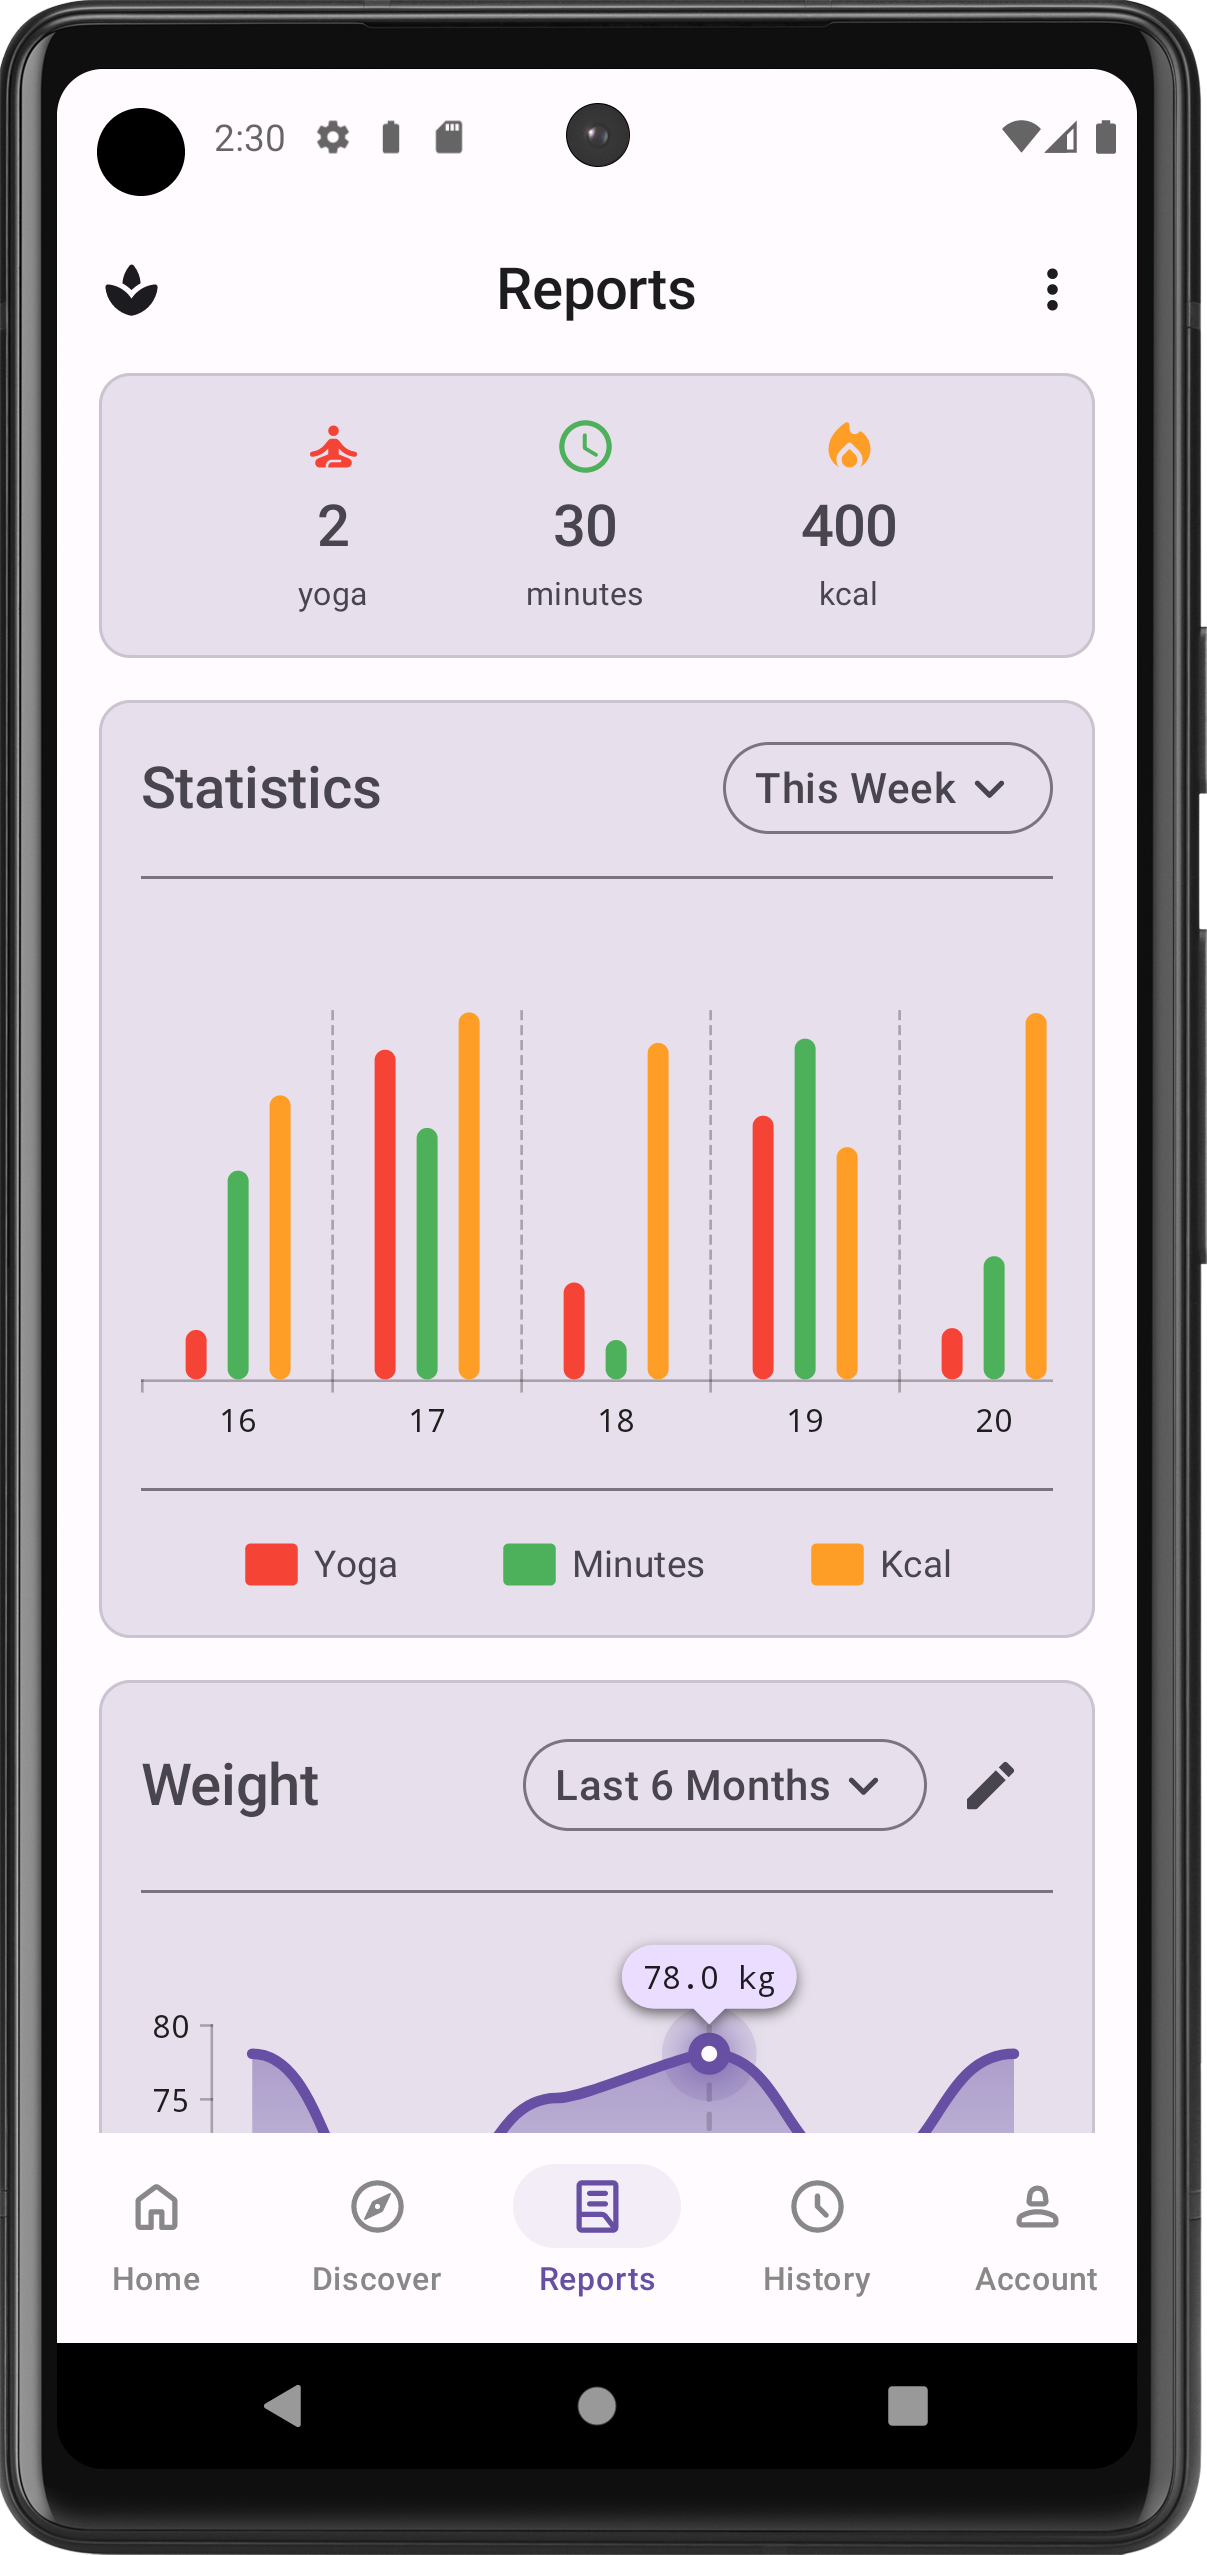 2:30
Reports
2 30 400
yoga minutes kcal
Statistics This Week
16 17 18 19 20
Yoga Minutes Kcal
Weight Last 6 Months
78.0 kg
80
75
Home Discover Reports History Account